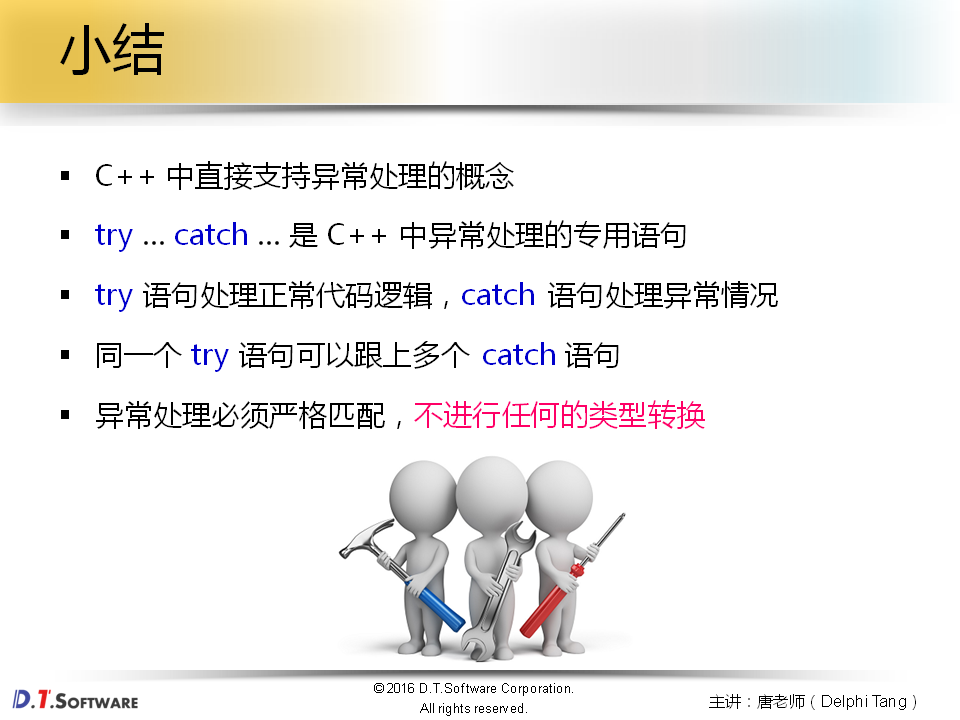 小结
▪ C++ 中直接支持异常处理的概念
▪ try ... catch ... 是 C++ 中异常处理的专用语句
▪ try 语句处理正常代码逻辑，catch 语句处理异常情况
▪ 同一个 try 语句可以跟上多个 catch 语句
▪ 异常处理必须严格匹配，不进行任何的类型转换
D.T.SOFTWARE
©2016 D.T.Software Corporation.
All rights reserved.
主讲：唐老师（Delphi Tang）